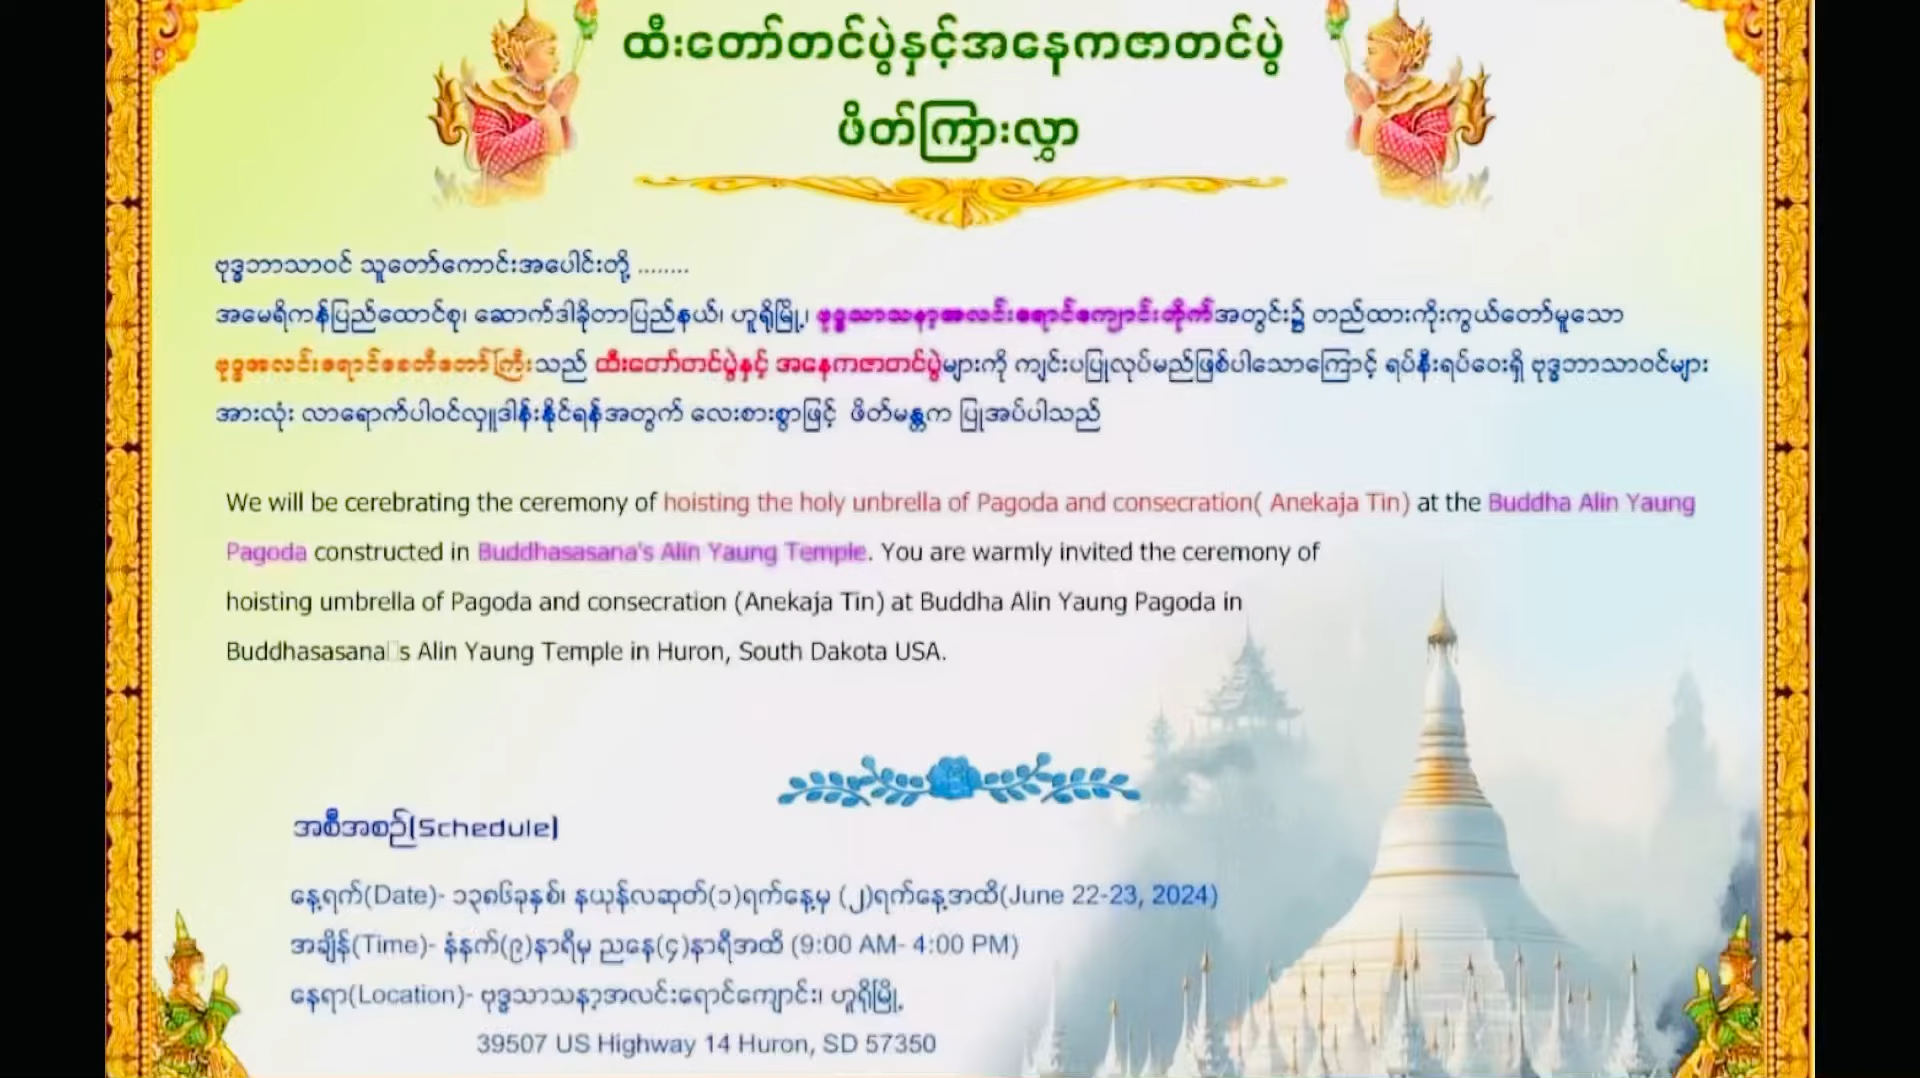 ထီးတော်တင်ပွဲနှင့်အနေကဇာတင်ပွဲ
ဖိတ်ကြားလွှာ
ဗုဒ္ဓဘာသာဝင် သူတော်ကောင်းအပေါင်းတို့ ........
အမေရိကန်ပြည်ထောင်စု၊ ဆောက်ဒါခိုတာပြည်နယ်၊ ဟူရိုမြို့၊ ဗုဒ္ဓသာသနာ့အလင်းရောင်ကျောင်းတိုက်အတွင်း၌ တည်ထားကိုးကွယ်တော်မူသော
ဗုဒ္ဓအလင်းရောင်စေတီတော်ကြီးသည် ထီးတော်တင်ပွဲနှင့် အနေကဇာတင်ပွဲများကို ကျင်းပပြုလုပ်မည်ဖြစ်ပါသောကြောင့် ရပ်နီးရပ်ဝေးရှိ ဗုဒ္ဓဘာသာဝင်များ
အားလုံး လာရောက်ပါဝင်လှူဒါန်းနိုင်ရန်အတွက် လေးစားစွာဖြင့် ဖိတ်မန္တက ပြုအပ်ပါသည်
We will be cerebrating the ceremony of hoisting the holy unbrella of Pagoda and consecration( Anekaja Tin) at the Buddha Alin Yaung
Pagoda constructed in Buddhasasana's Alin Yaung Temple. You are warmly invited the ceremony of
hoisting umbrella of Pagoda and consecration (Anekaja Tin) at Buddha Alin Yaung Pagoda in
Buddhasasana□s Alin Yaung Temple in Huron, South Dakota USA.
အစီအစဉ်(Schedule)
နေ့ရက်(Date)- ၁၃၈၆ခုနှစ်၊ နယုန်လဆုတ်(၁)ရက်နေ့မှ (၂)ရက်နေ့အထိ(June 22-23, 2024)
အချိန်(Time)- နံနက်(၉)နာရီမှ ညနေ(၄)နာရီအထိ (9:00 AM- 4:00 PM)
နေရာ(Location)- ဗုဒ္ဓသာသနာ့အလင်းရောင်ကျောင်း၊ ဟူရိုမြို့
39507 US Highway 14 Huron, SD 57350